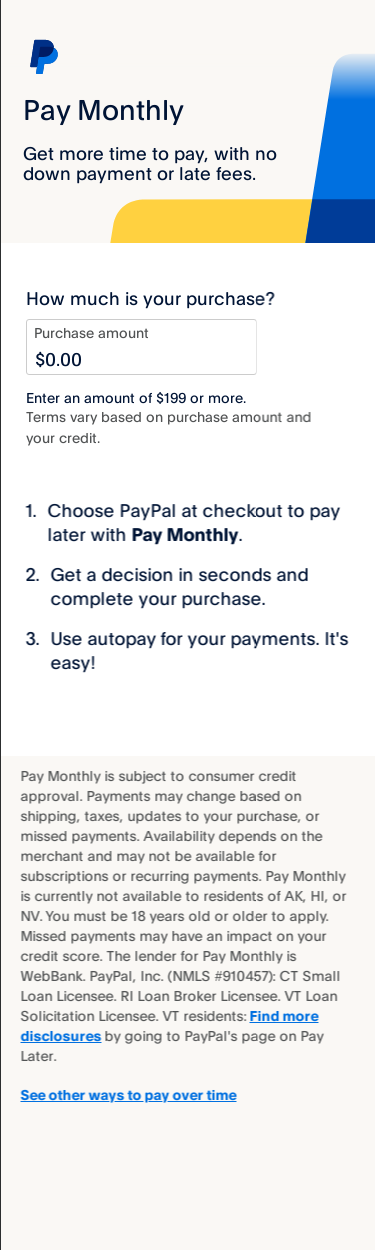 Pay Monthly
Get more time to pay, with no
down payment or late fees.
How much is your purchase?
Purchase amount
$0.00
Enter an amount of $199 or more.
Terms vary based on purchase amount and
your credit.
1. Choose PayPal at checkout to pay
later with Pay Monthly.
2. Get a decision in seconds and
complete your purchase.
3. Use autopay for your payments. It's
easy!
Pay Monthly is subject to consumer credit
approval. Payments may change based on
shipping, taxes, updates to your purchase, or
missed payments. Availability depends on the
merchant and may not be available for
subscriptions or recurring payments. Pay Monthly
is currently not available to residents of AK, HI, or
NV. You must be 18 years old or older to apply.
Missed payments may have an impact on your
credit score. The lender for Pay Monthly is
WebBank. PayPal, Inc. (NMLS #910457): CT Small
Loan Licensee. RI Loan Broker Licensee. VT Loan
Solicitation Licensee. VT residents: Find more
disclosures by going to PayPal's page on Pay
Later.
See other ways to pay over time